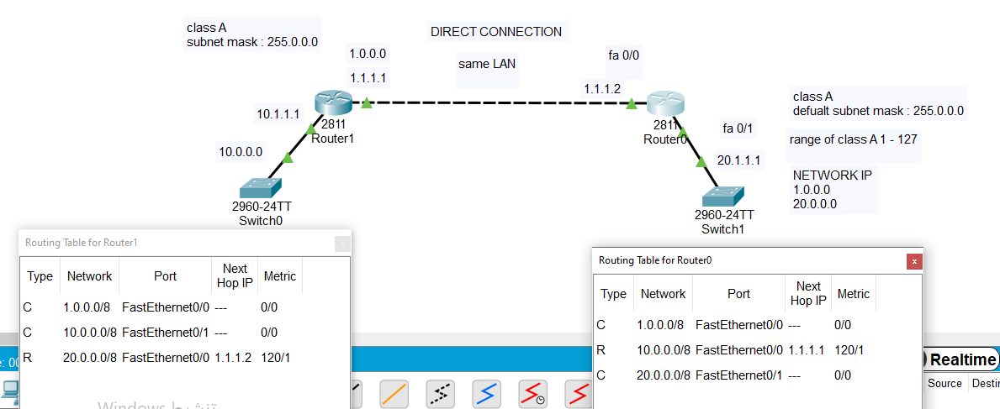 class A
subnet mask : 255.0.0.0
DIRECT CONNECTION
same LAN
1.0.0.0
1.1.1.1
fa 0/0
1.1.1.2
10.1.1.1
2811
Router1
2811
Router0
fa 0/1
10.0.0.0
20.1.1.1
2960-24TT
Switch0
2960-24TT
Switch1
class A
defualt subnet mask : 255.0.0.0
range of class A 1 - 127
NETWORK IP
1.0.0.0
20.0.0.0
Routing Table for Router1
x
Type Network Port Next Hop IP Metric
C 1.0.0.0/8 FastEthernet0/0 --- 0/0
C 10.0.0.0/8 FastEthernet0/1 --- 0/0
R 20.0.0.0/8 FastEthernet0/0 1.1.1.2 120/1
Routing Table for Router0
x
Type Network Port Next Hop IP Metric
C 1.0.0.0/8 FastEthernet0/0 --- 0/0
R 10.0.0.0/8 FastEthernet0/0 1.1.1.1 120/1
C 20.0.0.0/8 FastEthernet0/1 --- 0/0
Realtime
Source
Windows